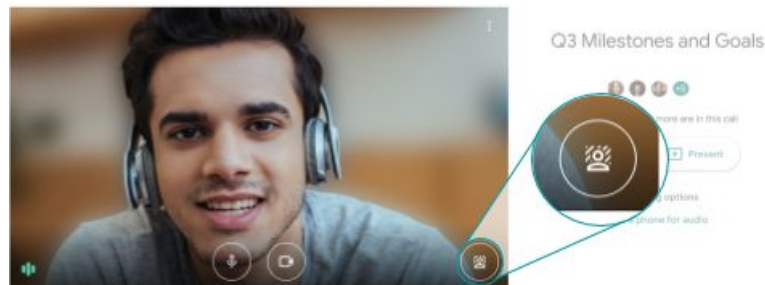 Q3 Milestones and Goals
more are in this call
Present
options
phone for audio